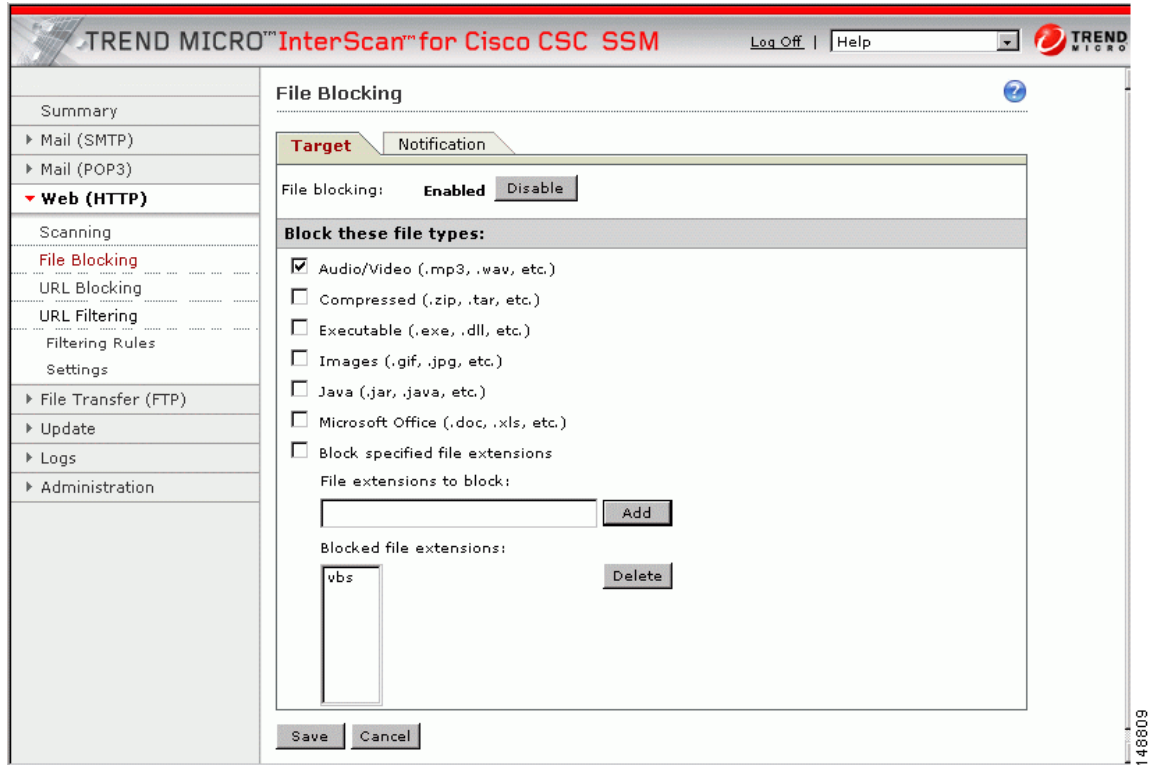 TREND MICRO™ InterScan™ for Cisco CSC SSM
Log Off | Help
TREND MICRO
Summary
Mail (SMTP)
Mail (POP3)
Web (HTTP)
Scanning
File Blocking
URL Blocking
URL Filtering
Filtering Rules
Settings
File Transfer (FTP)
Update
Logs
Administration
File Blocking
?
Target
Notification
File blocking: Enabled Disable
Block these file types:
Audio/Video (.mp3, .wav, etc.)
Compressed (.zip, .tar, etc.)
Executable (.exe, .dll, etc.)
Images (.gif, .jpg, etc.)
Java (.jar, .java, etc.)
Microsoft Office (.doc, .xls, etc.)
Block specified file extensions
File extensions to block:
Add
Blocked file extensions:
vbs
Delete
Save Cancel
148809